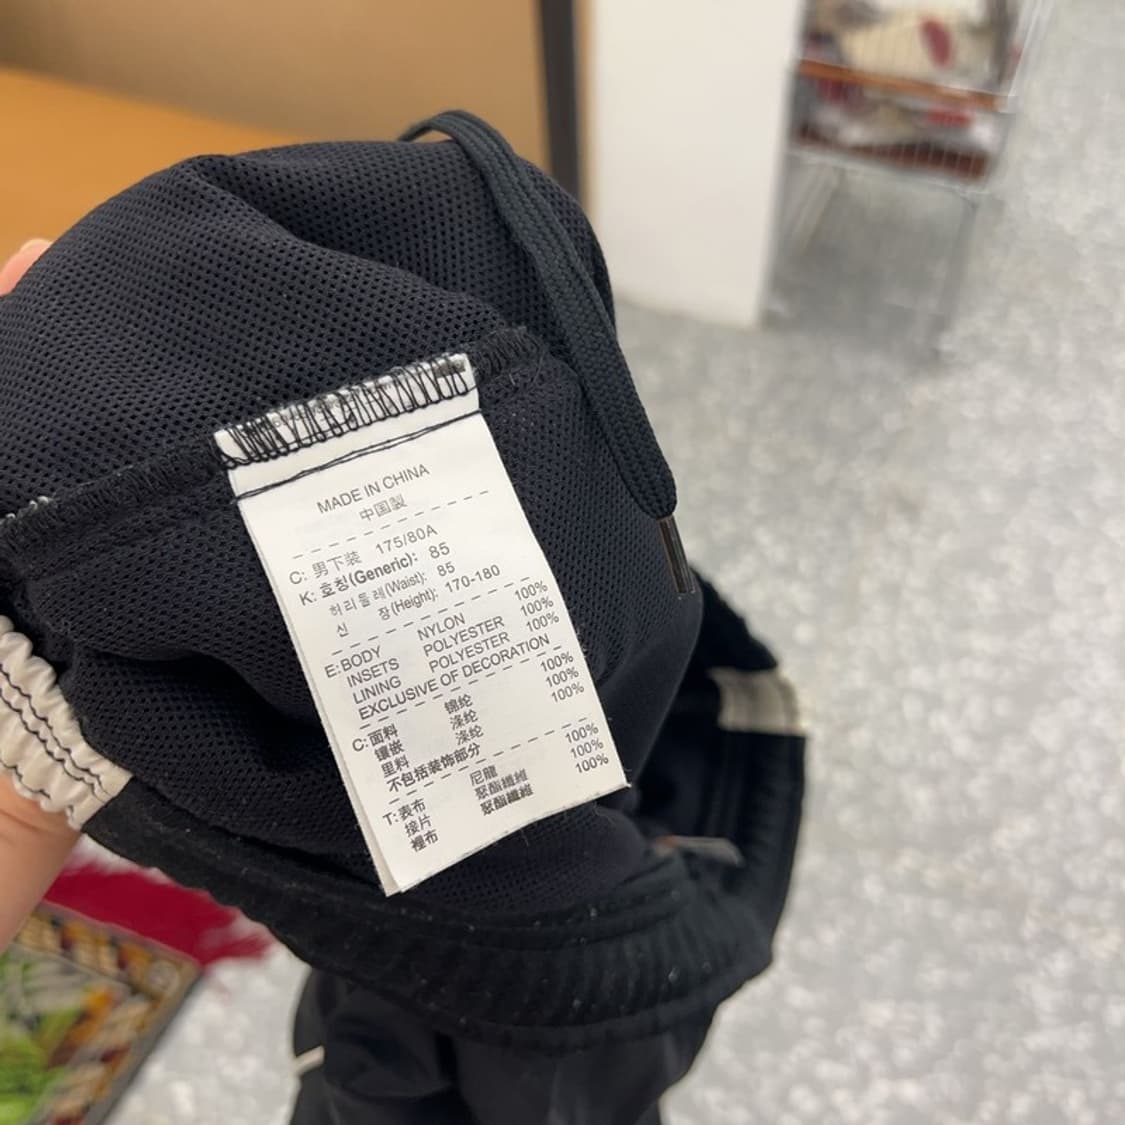 MADE IN CHINA
中国製
C: 男下装 175/80A
K: 호칭(Generic): 85
허리둘레(Waist): 85
신 장(Height): 170-180
E: BODY NYLON 100%
INSETS POLYESTER 100%
LINING POLYESTER 100%
EXCLUSIVE OF DECORATION
C: 面料 锦纶 100%
镶嵌 涤纶 100%
里料 涤纶 100%
不包括装饰部分
T: 表布 尼龍 100%
接片 聚酯纖維 100%
裡布 聚酯纖維 100%